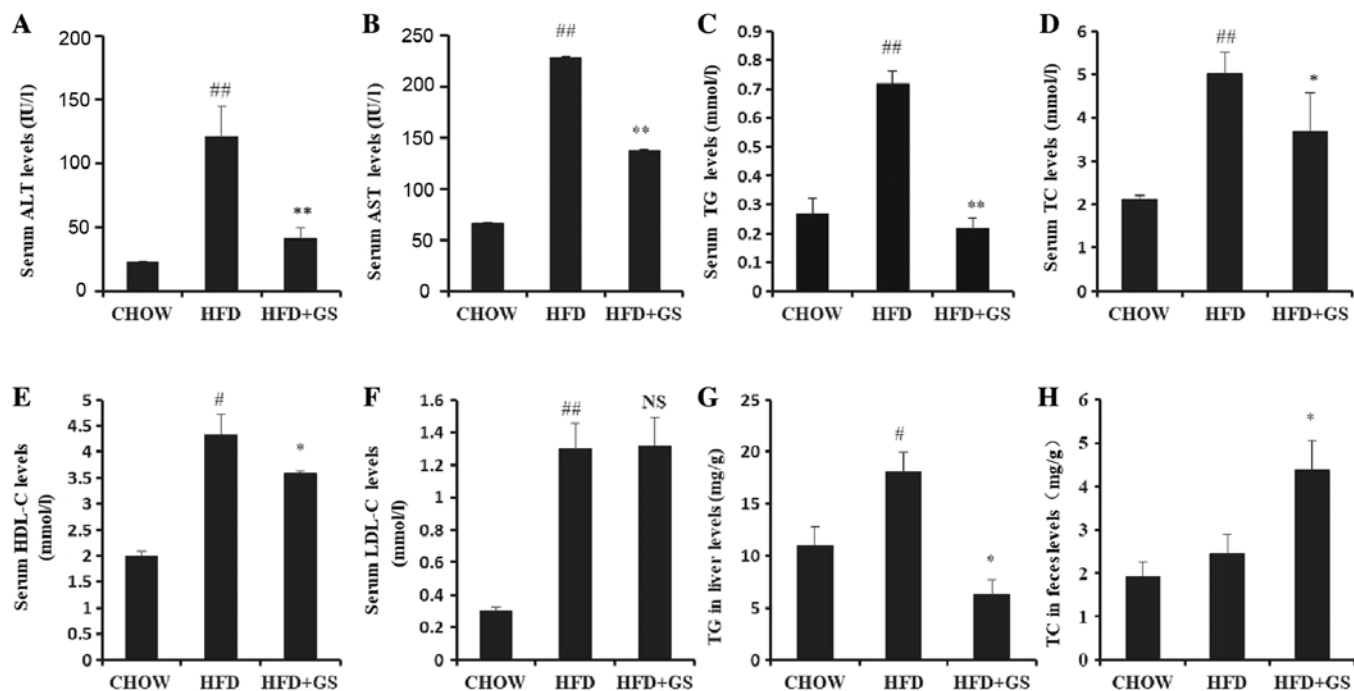 A
Serum ALT levels (IU/l)
200
150
100
50
0
##
**
CHOW HFD HFD+GS
B
Serum AST levels (IU/l)
250
200
150
100
50
0
##
**
CHOW HFD HFD+GS
C
Serum TG levels (mmol/l)
0.9
0.8
0.7
0.6
0.5
0.4
0.3
0.2
0.1
0
##
**
CHOW HFD HFD+GS
D
Serum TC levels (mmol/l)
6
5
4
3
2
1
0
##
*
CHOW HFD HFD+GS
E
Serum HDL-C levels
(mmol/l)
5
4.5
4
3.5
3
2.5
2
1.5
1
0.5
0
#
*
CHOW HFD HFD+GS
F
Serum LDL-C levels
(mmol/l)
1.6
1.4
1.2
1
0.8
0.6
0.4
0.2
0
##
NS
CHOW HFD HFD+GS
G
TG in liver levels (mg/g)
25
20
15
10
5
0
#
*
CHOW HFD HFD+GS
H
TC in feces levels（mg/g）
6
5
4
3
2
1
0
*
CHOW HFD HFD+GS